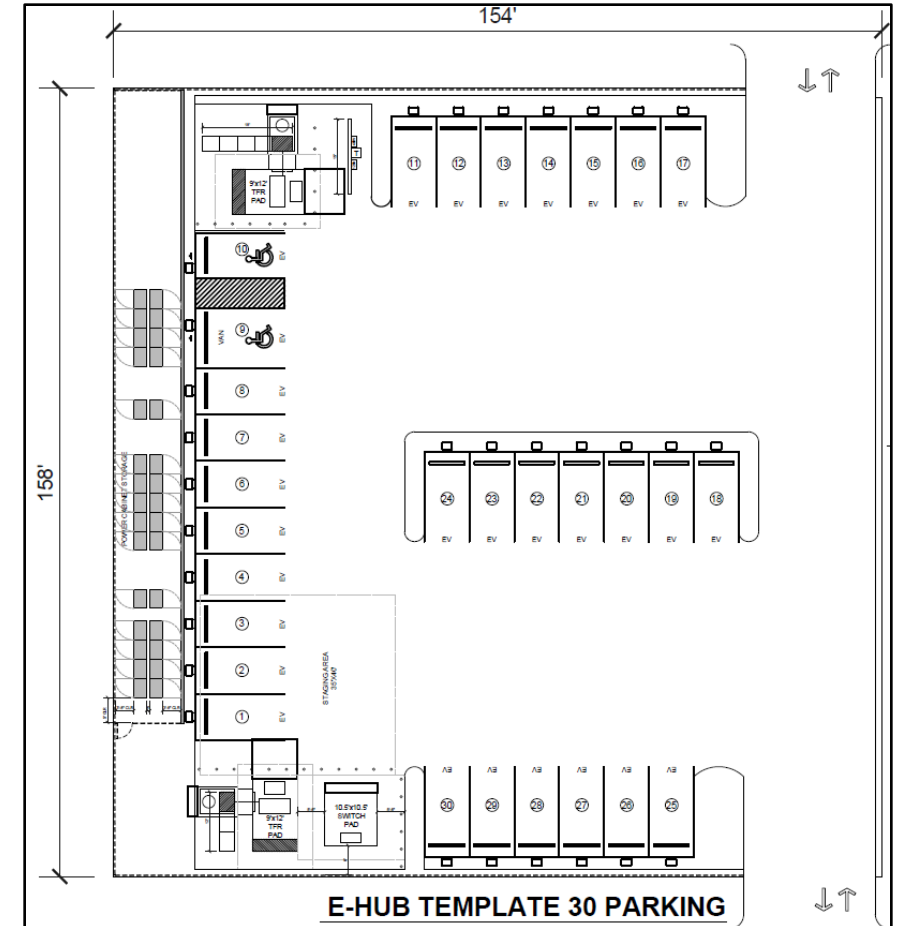 154'
11
12
13
14
15
16
17
EV
EV
EV
EV
EV
EV
EV
9'x12'
TFR
PAD
10
EV
VAN
9
EV
8
EV
7
EV
158'
POWER CABINET STORAGE
6
EV
5
EV
4
EV
3
EV
2
EV
1
EV
STAGING AREA
24
23
22
21
20
19
18
EV
EV
EV
EV
EV
EV
EV
EV
EV
EV
EV
EV
EV
30
29
28
27
26
25
9'x12'
TFR
PAD
10.5'x10.5'
SWITCH
PAD
E-HUB TEMPLATE 30 PARKING